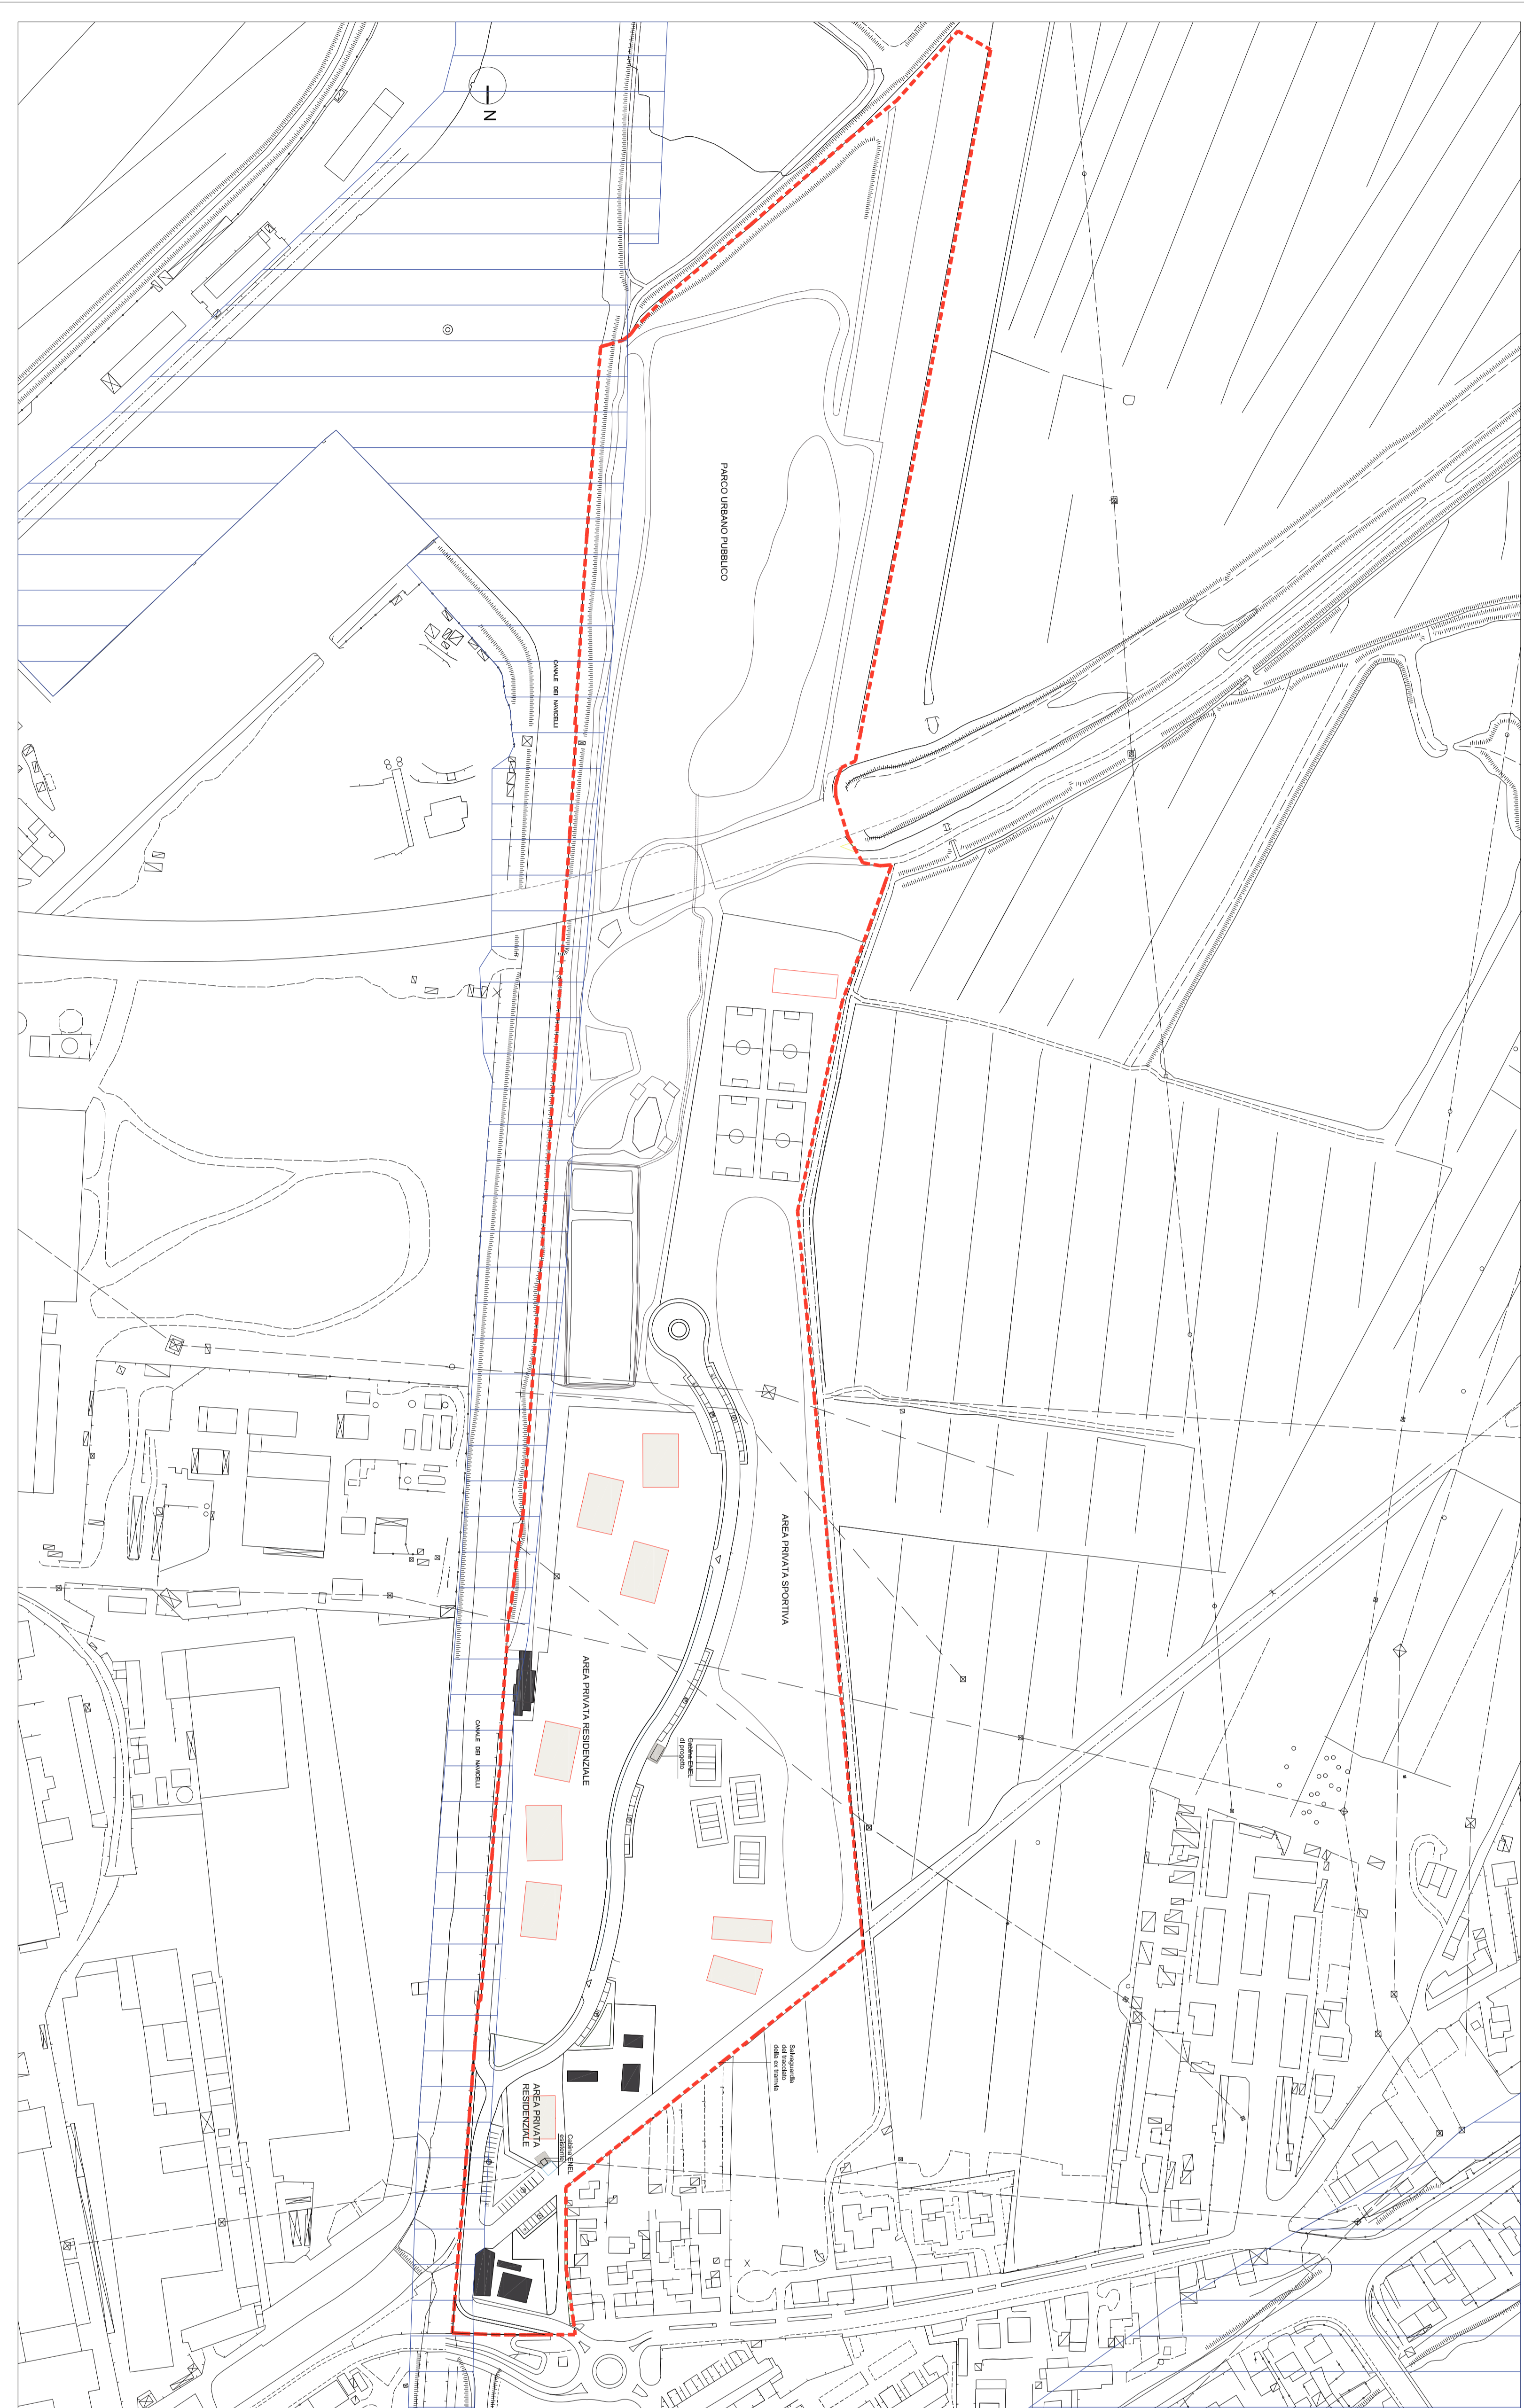 N
PARCO URBANO PUBBLICO
CANALE DEI NAVICELLI
AREA PRIVATA SPORTIVA
AREA PRIVATA RESIDENZIALE
Cabina ENEL
di progetto
CANALE DEI NAVICELLI
Salvaguardia
del tracciato
della ex tramvia
AREA PRIVATA
RESIDENZIALE
Cabina ENEL
esistente